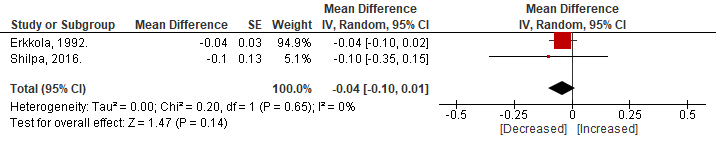 Mean Difference Mean Difference
Study or Subgroup Mean Difference SE Weight IV, Random, 95% CI IV, Random, 95% CI
Erkkola, 1992. -0.04 0.03 94.9% -0.04 [-0.10, 0.02]
Shilpa, 2016. -0.1 0.13 5.1% -0.10 [-0.35, 0.15]
Total (95% CI) 100.0% -0.04 [-0.10, 0.01]
Heterogeneity: Tau² = 0.00; Chi² = 0.20, df = 1 (P = 0.65); I² = 0%
Test for overall effect: Z = 1.47 (P = 0.14)
-0.5 -0.25 0 0.25 0.5
[Decreased] [Increased]